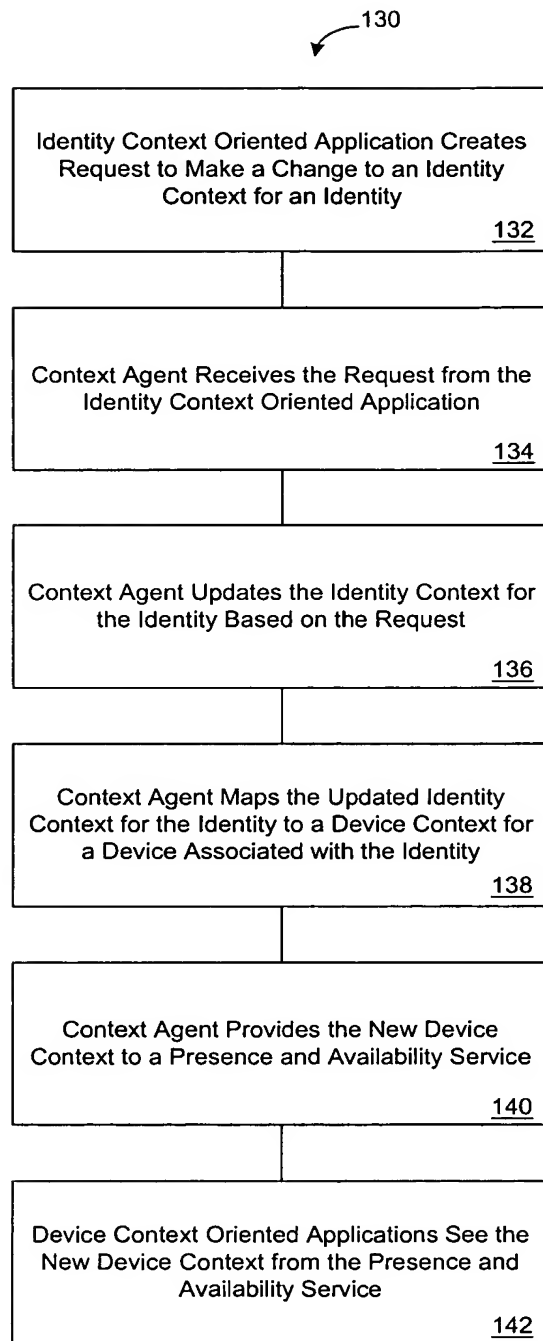 130
Identity Context Oriented Application Creates
Request to Make a Change to an Identity
Context for an Identity
132
Context Agent Receives the Request from the
Identity Context Oriented Application
134
Context Agent Updates the Identity Context for
the Identity Based on the Request
136
Context Agent Maps the Updated Identity
Context for the Identity to a Device Context for
a Device Associated with the Identity
138
Context Agent Provides the New Device
Context to a Presence and Availability Service
140
Device Context Oriented Applications See the
New Device Context from the Presence and
Availability Service
142